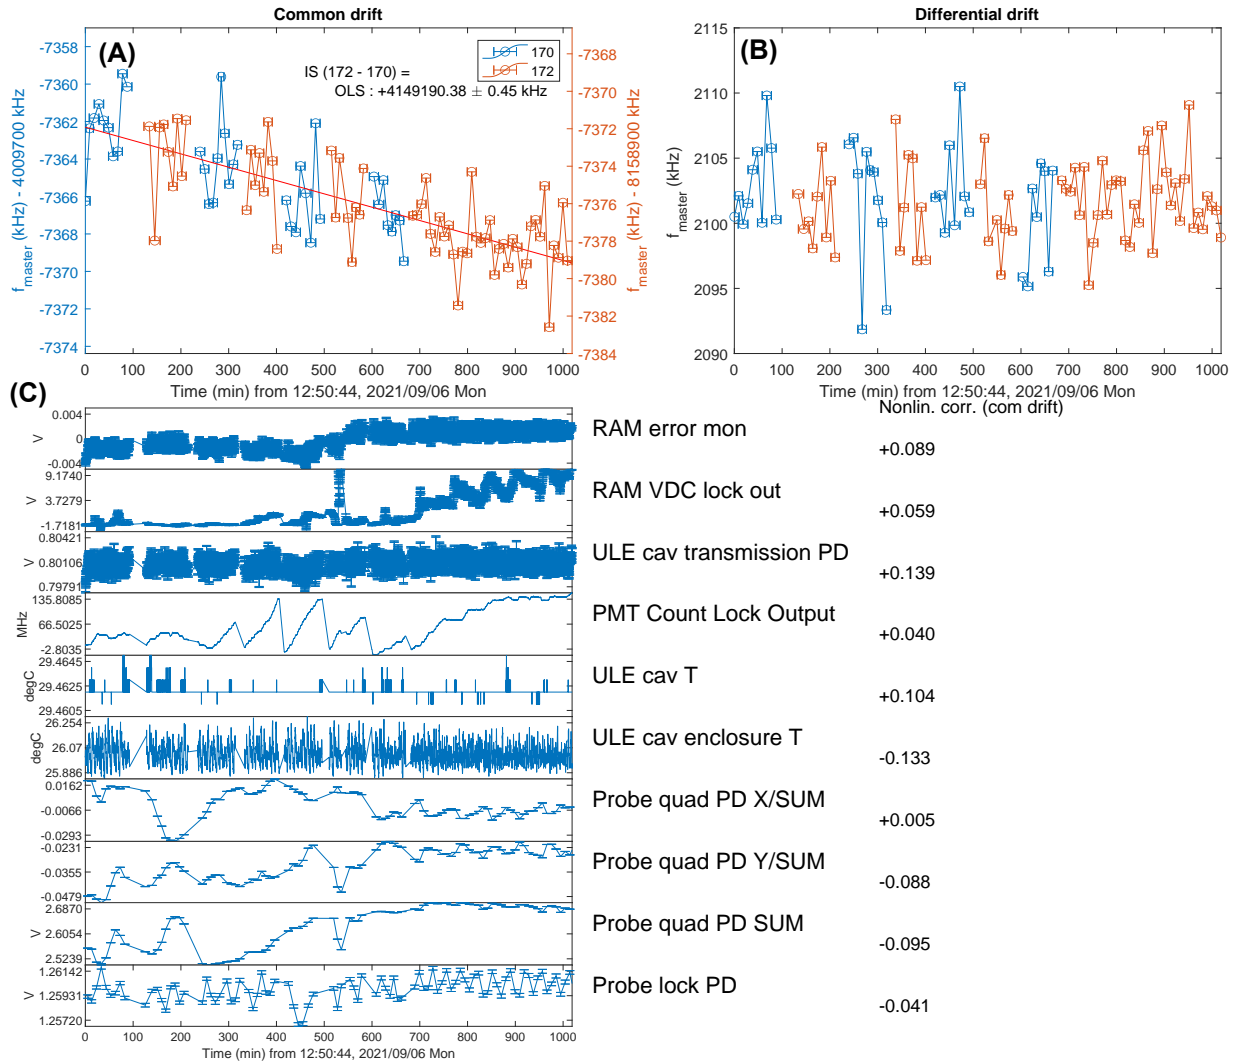 Common drift
(A)
IS (172 - 170) =
OLS : +4149190.38 ± 0.45 kHz
170
172
-7358
-7360
-7362
-7364
-7366
-7368
-7370
-7372
-7374
f_master (kHz) - 4009700 kHz
-7368
-7370
-7372
-7374
-7376
-7378
-7380
-7382
-7384
f_master (kHz) - 8158900 kHz
0 100 200 300 400 500 600 700 800 900 1000
Time (min) from 12:50:44, 2021/09/06 Mon
Differential drift
(B)
2115
2110
2105
2100
2095
2090
f_master (kHz)
0 100 200 300 400 500 600 700 800 900 1000
Time (min) from 12:50:44, 2021/09/06 Mon
(C)
Nonlin. corr. (com drift)
0.004
0
-0.004
V
RAM error mon
+0.089
9.1740
3.7279
-1.7181
V
RAM VDC lock out
+0.059
0.80421
0.80106
0.79791
V
ULE cav transmission PD
+0.139
135.8085
66.5025
-2.8035
MHz
PMT Count Lock Output
+0.040
29.4645
29.4625
29.4605
degC
ULE cav T
+0.104
26.254
26.07
25.886
degC
ULE cav enclosure T
-0.133
0.0162
-0.0066
-0.0293
Probe quad PD X/SUM
+0.005
-0.0231
-0.0355
-0.0479
Probe quad PD Y/SUM
-0.088
2.6870
2.6054
2.5239
V
Probe quad PD SUM
-0.095
1.26142
1.25931
1.25720
V
Probe lock PD
-0.041
0 100 200 300 400 500 600 700 800 900 1000
Time (min) from 12:50:44, 2021/09/06 Mon